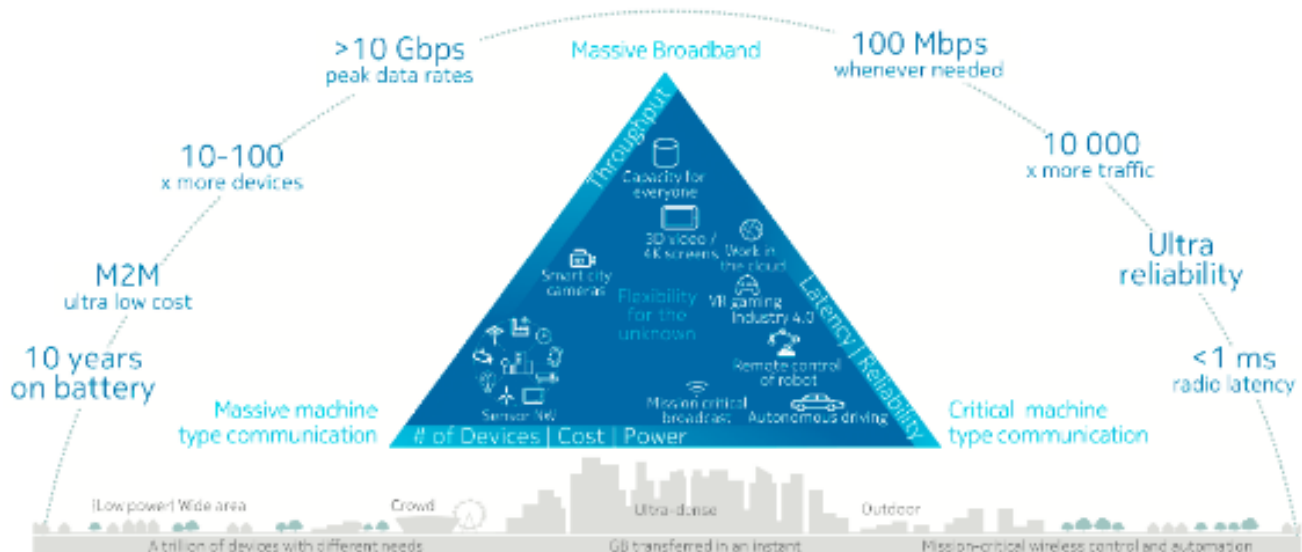 >10 Gbps
peak data rates
Massive Broadband
100 Mbps
whenever needed
10-100
x more devices
10 000
x more traffic
M2M
ultra low cost
Ultra
reliability
10 years
on battery
<1 ms
radio latency
Throughput
Capacity for
everyone
3D video /
4K screens
Work in
the cloud
Smart city
cameras
Flexibility
for the
unknown
VR gaming
Industry 4.0
Latency | Reliability
Remote control
of robot
Sensor NW
Mission critical
broadcast
Autonomous driving
Massive machine
type communication
# of Devices | Cost | Power
Critical machine
type communication
(Low power) Wide area
Crowd
Ultra-dense
Outdoor
A trillion of devices with different needs
GB transferred in an instant
Mission-critical wireless control and automation